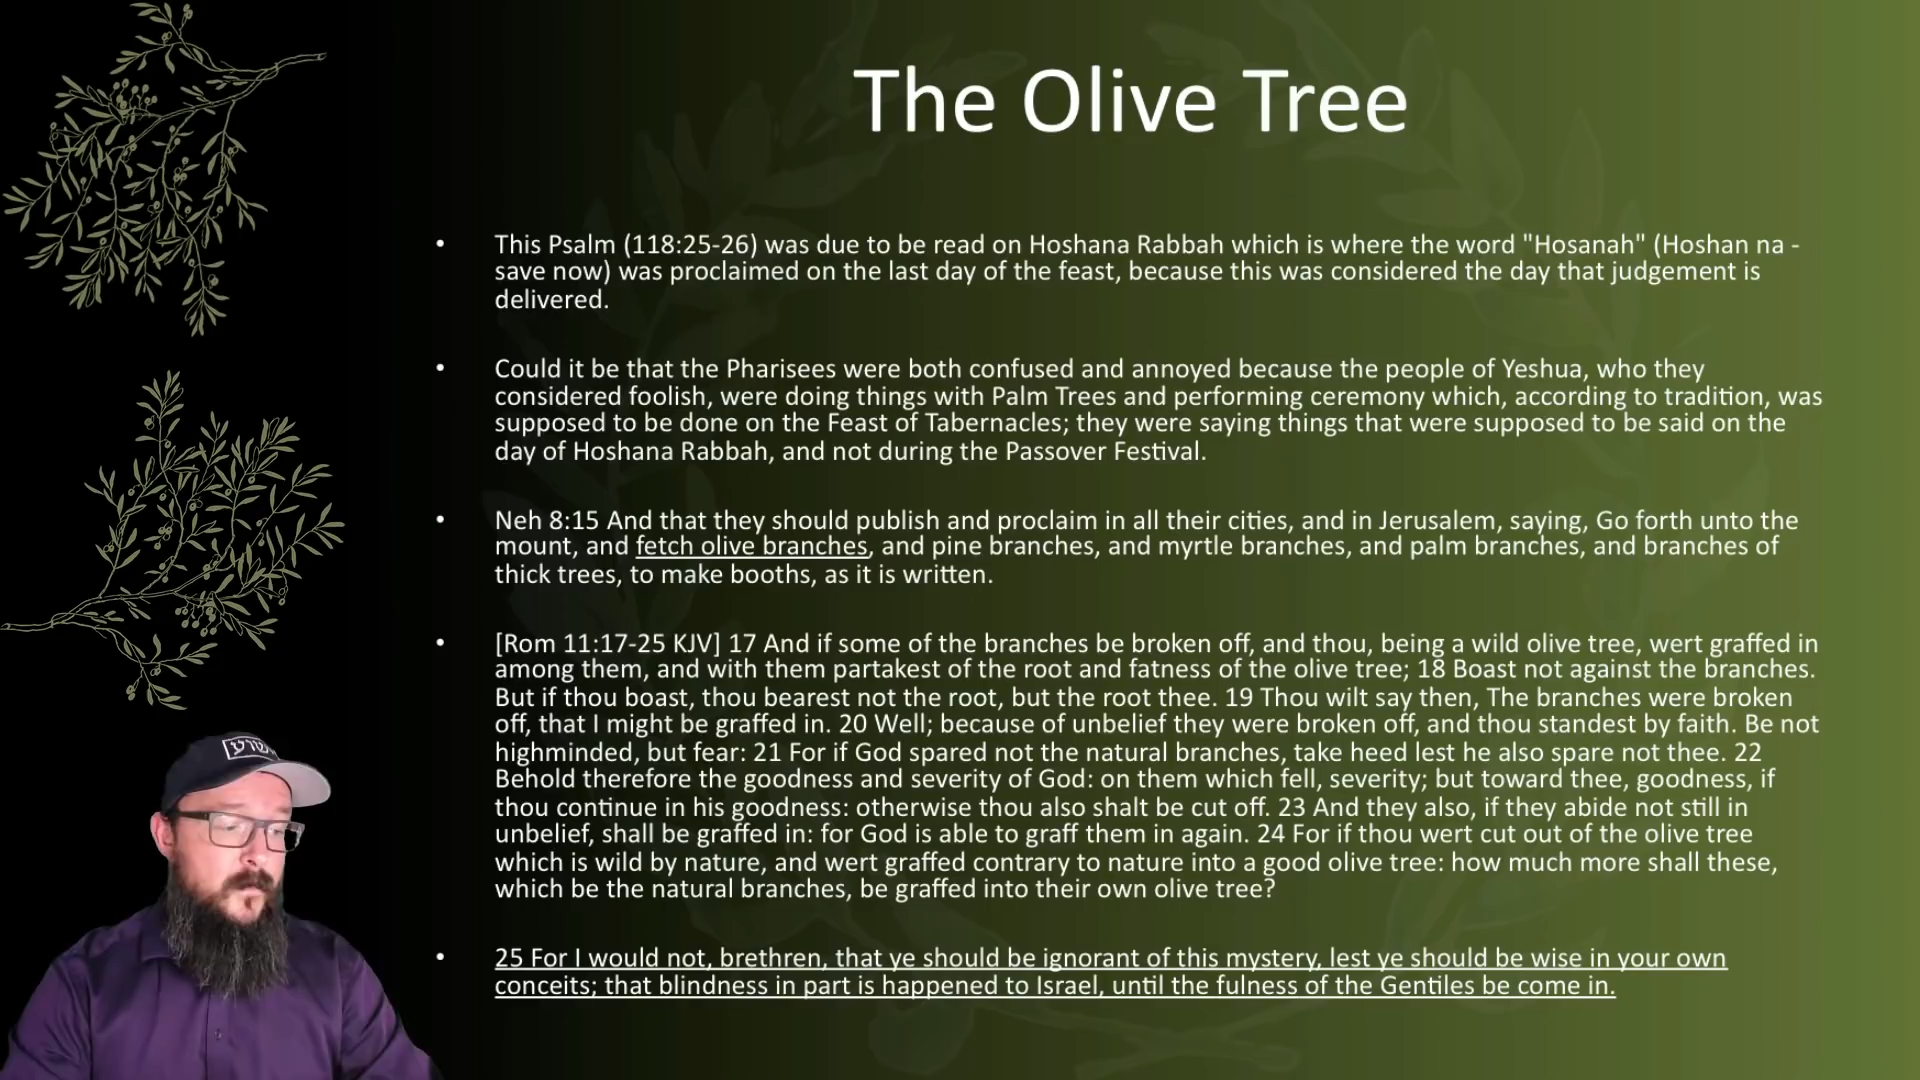 The Olive Tree
• This Psalm (118:25-26) was due to be read on Hoshana Rabbah which is where the word "Hosanah" (Hoshan na -
save now) was proclaimed on the last day of the feast, because this was considered the day that judgement is
delivered.
• Could it be that the Pharisees were both confused and annoyed because the people of Yeshua, who they
considered foolish, were doing things with Palm Trees and performing ceremony which, according to tradition, was
supposed to be done on the Feast of Tabernacles; they were saying things that were supposed to be said on the
day of Hoshana Rabbah, and not during the Passover Festival.
• Neh 8:15 And that they should publish and proclaim in all their cities, and in Jerusalem, saying, Go forth unto the
mount, and fetch olive branches, and pine branches, and myrtle branches, and palm branches, and branches of
thick trees, to make booths, as it is written.
• [Rom 11:17-25 KJV] 17 And if some of the branches be broken off, and thou, being a wild olive tree, wert graffed in
among them, and with them partakest of the root and fatness of the olive tree; 18 Boast not against the branches.
But if thou boast, thou bearest not the root, but the root thee. 19 Thou wilt say then, The branches were broken
off, that I might be graffed in. 20 Well; because of unbelief they were broken off, and thou standest by faith. Be not
highminded, but fear: 21 For if God spared not the natural branches, take heed lest he also spare not thee. 22
Behold therefore the goodness and severity of God: on them which fell, severity; but toward thee, goodness, if
thou continue in his goodness: otherwise thou also shalt be cut off. 23 And they also, if they abide not still in
unbelief, shall be graffed in: for God is able to graff them in again. 24 For if thou wert cut out of the olive tree
which is wild by nature, and wert graffed contrary to nature into a good olive tree: how much more shall these,
which be the natural branches, be graffed into their own olive tree?
• 25 For I would not, brethren, that ye should be ignorant of this mystery, lest ye should be wise in your own
conceits; that blindness in part is happened to Israel, until the fulness of the Gentiles be come in.